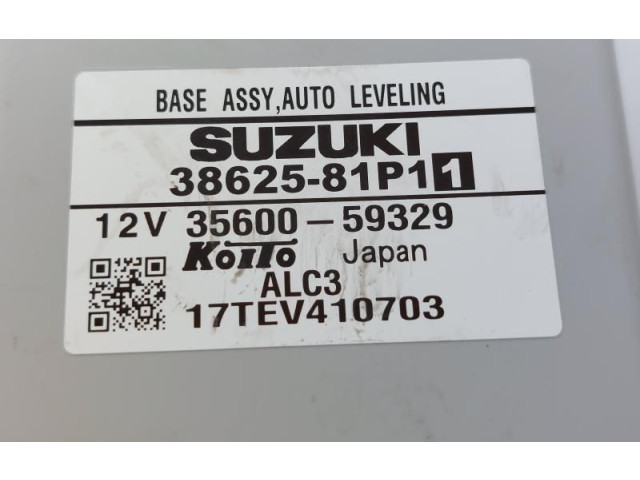 BASE ASSY,AUTO LEVELING
SUZUKI
38625-81P11
12V 35600-59329
KOITO Japan
ALC3
17TEV410703